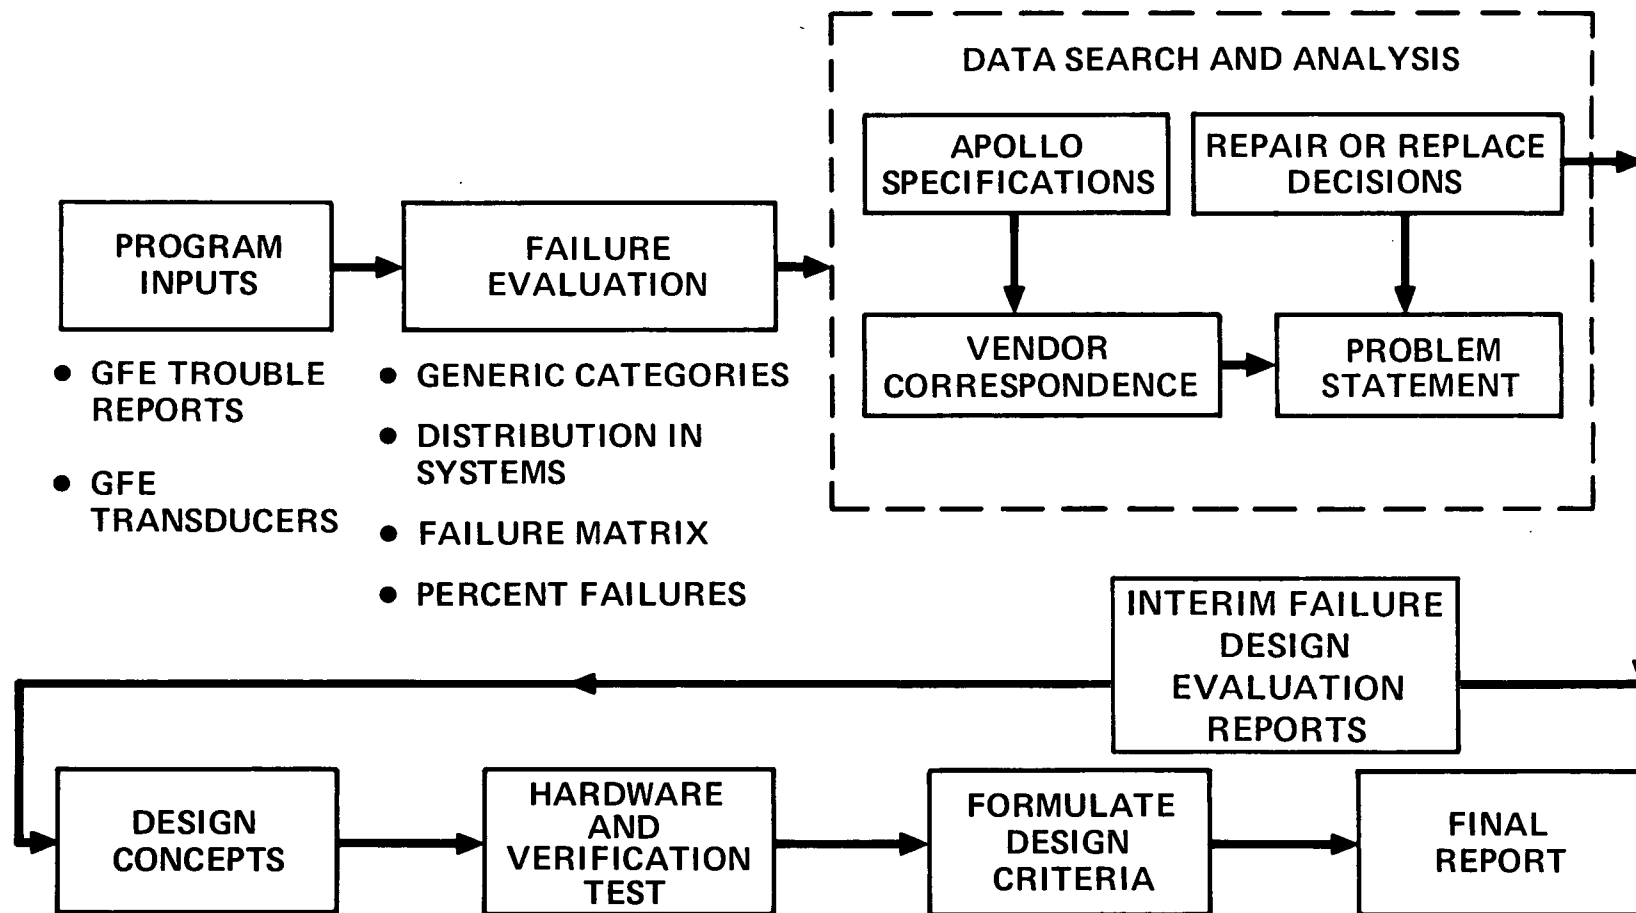 DATA SEARCH AND ANALYSIS
APOLLO
SPECIFICATIONS
REPAIR OR REPLACE
DECISIONS
PROGRAM
INPUTS
FAILURE
EVALUATION
VENDOR
CORRESPONDENCE
PROBLEM
STATEMENT
● GFE TROUBLE
REPORTS
● GFE
TRANSDUCERS
● GENERIC CATEGORIES
● DISTRIBUTION IN
SYSTEMS
● FAILURE MATRIX
● PERCENT FAILURES
INTERIM FAILURE
DESIGN
EVALUATION
REPORTS
DESIGN
CONCEPTS
HARDWARE
AND
VERIFICATION
TEST
FORMULATE
DESIGN
CRITERIA
FINAL
REPORT